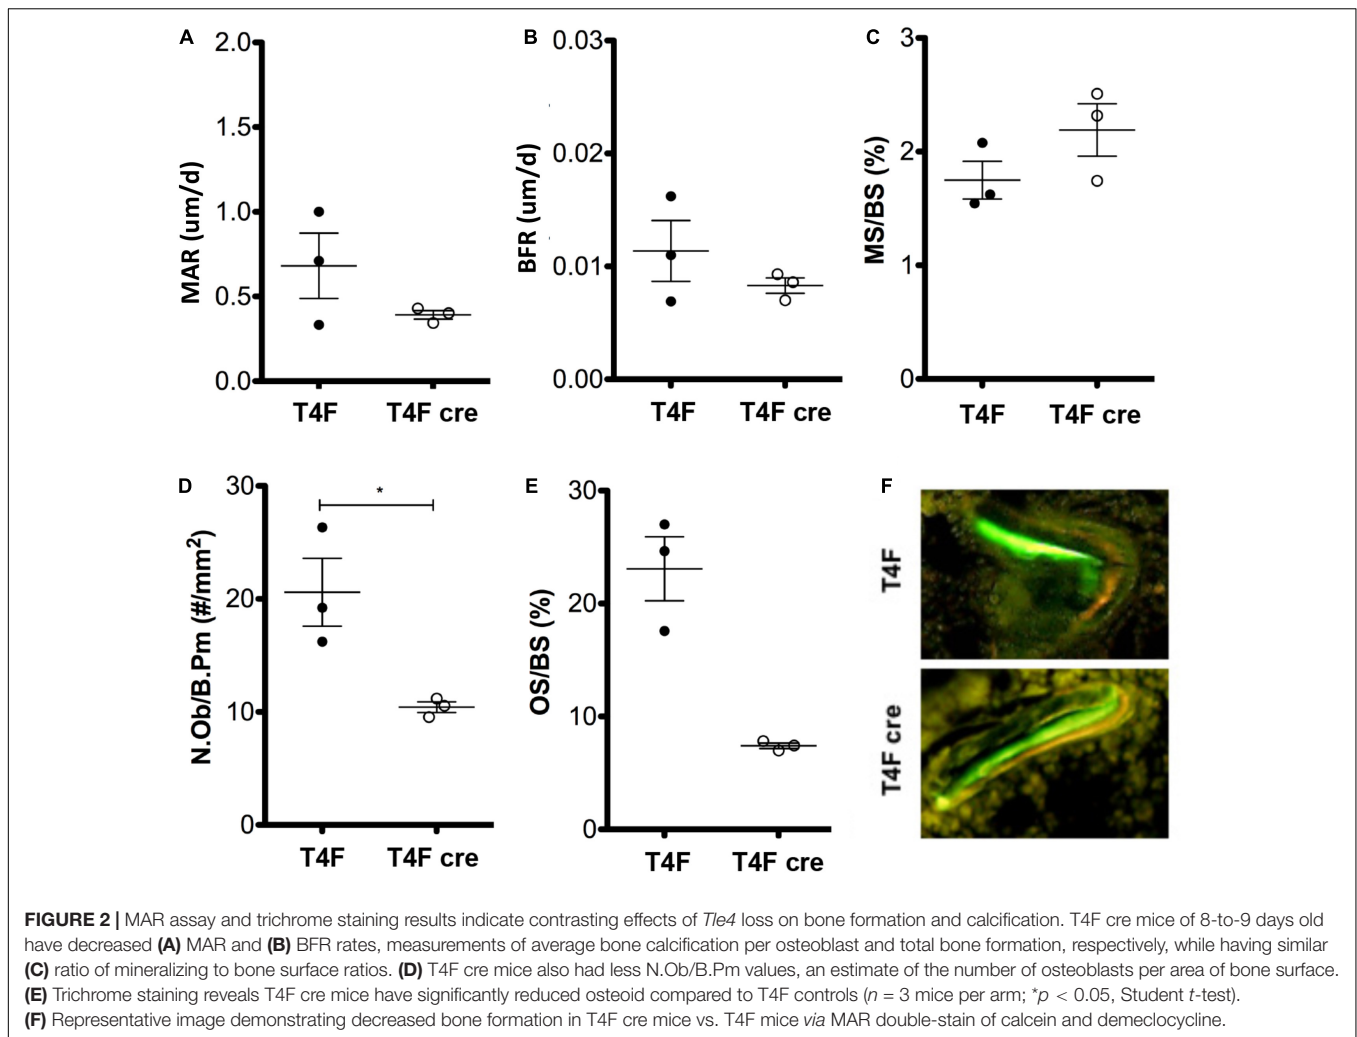 A
2.0
1.5
1.0
0.5
0.0
MAR (um/d)
T4F
T4F cre
B
0.03
0.02
0.01
0.00
BFR (um/d)
T4F
T4F cre
C
3
2
1
0
MS/BS (%)
T4F
T4F cre
D
30
20
10
0
N.Ob/B.Pm (#/mm²)
*
T4F
T4F cre
E
30
20
10
0
OS/BS (%)
T4F
T4F cre
F
T4F
T4F cre
FIGURE 2 | MAR assay and trichrome staining results indicate contrasting effects of Tle4 loss on bone formation and calcification. T4F cre mice of 8-to-9 days old
have decreased (A) MAR and (B) BFR rates, measurements of average bone calcification per osteoblast and total bone formation, respectively, while having similar
(C) ratio of mineralizing to bone surface ratios. (D) T4F cre mice also had less N.Ob/B.Pm values, an estimate of the number of osteoblasts per area of bone surface.
(E) Trichrome staining reveals T4F cre mice have significantly reduced osteoid compared to T4F controls (n = 3 mice per arm; *p < 0.05, Student t-test).
(F) Representative image demonstrating decreased bone formation in T4F cre mice vs. T4F mice via MAR double-stain of calcein and demeclocycline.